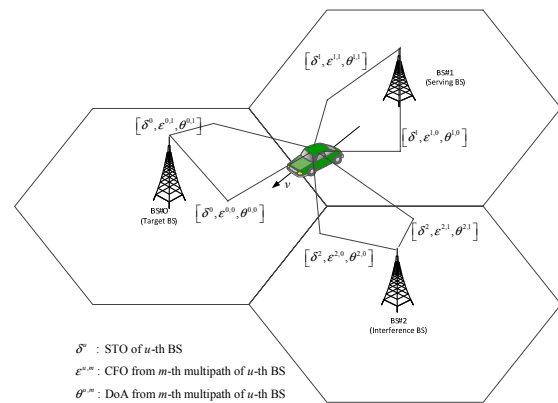 BS#1
(Serving BS)
[δ¹, ε¹,¹, θ¹,¹]
[δ⁰, ε⁰,¹, θ⁰,¹]
[δ¹, ε¹,⁰, θ¹,⁰]
v
BS#0
(Target BS)
[δ⁰, ε⁰,⁰, θ⁰,⁰]
[δ², ε²,¹, θ²,¹]
[δ², ε²,⁰, θ²,⁰]
BS#2
(Interference BS)
δᵘ : STO of u-th BS
εᵘ,ᵐ : CFO from m-th multipath of u-th BS
θᵘ,ᵐ : DoA from m-th multipath of u-th BS